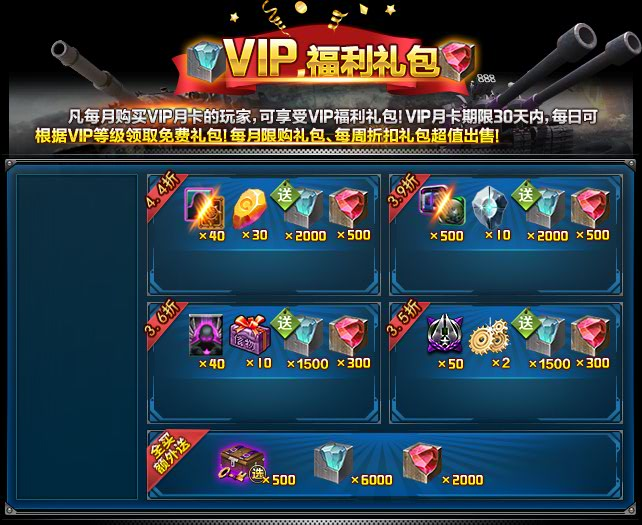 VIP.福利礼包
888
凡每月购买VIP月卡的玩家，可享受VIP福利礼包！VIP月卡期限30天内，每日可
根据VIP等级领取免费礼包！每月限购礼包、每周折扣礼包超值出售！
4.4折
送
×40 ×30 ×2000 ×500
3.9折
送
×500 ×10 ×2000 ×500
3.6折
送
×40 ×10 ×1500 ×300
3.5折
送
×50 ×2 ×1500 ×300
全买
额外送
选
×500 ×6000 ×2000